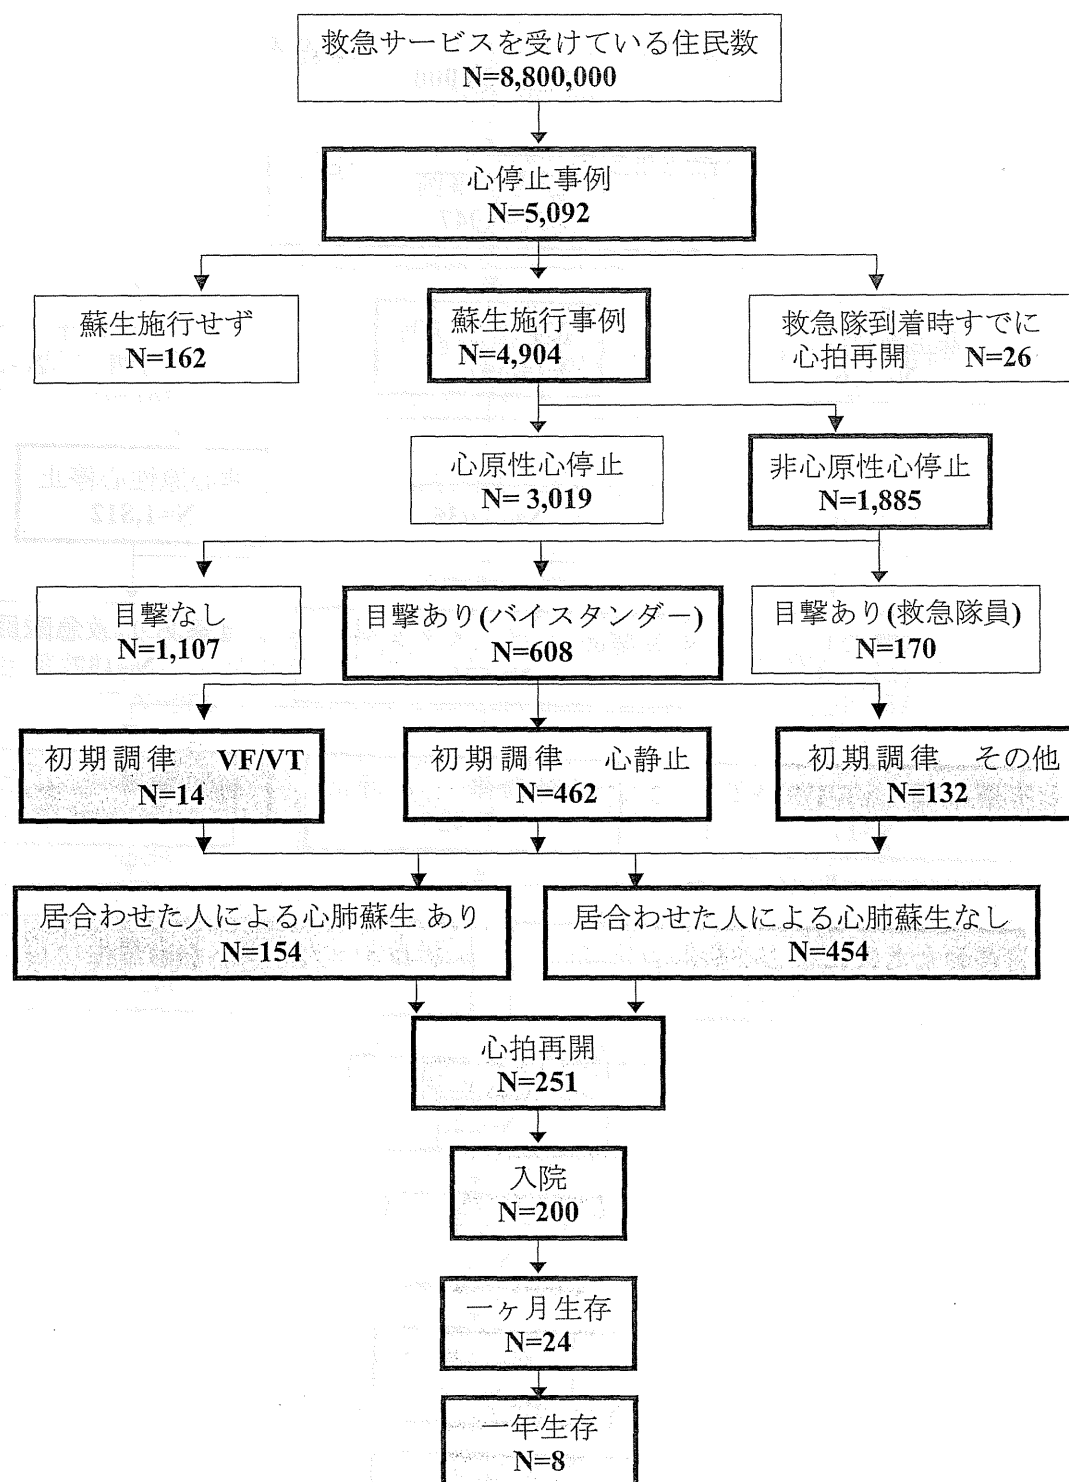 救急サービスを受けている住民数
N=8,800,000
心停止事例
N=5,092
蘇生施行せず
N=162
蘇生施行事例
N=4,904
救急隊到着時すでに
心拍再開 N=26
心原性心停止
N= 3,019
非心原性心停止
N=1,885
目撃なし
N=1,107
目撃あり(バイスタンダー)
N=608
目撃あり(救急隊員)
N=170
初期調律 VF/VT
N=14
初期調律 心静止
N=462
初期調律 その他
N=132
居合わせた人による心肺蘇生 あり
N=154
居合わせた人による心肺蘇生なし
N=454
心拍再開
N=251
入院
N=200
一ヶ月生存
N=24
一年生存
N=8